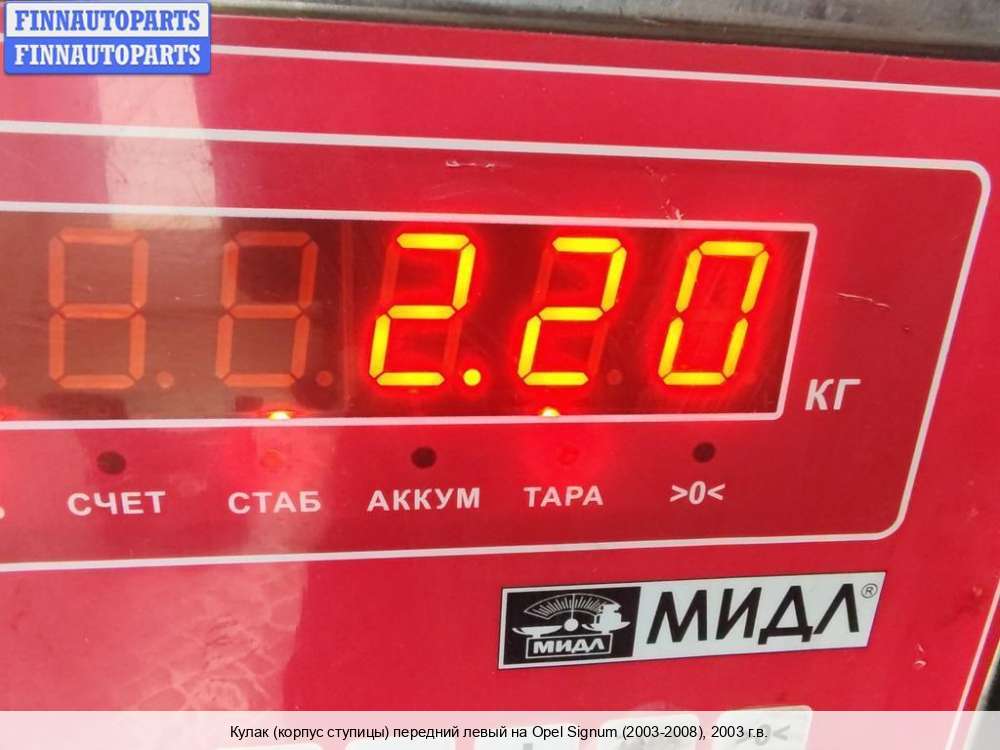 FINNAUTOPARTS
FINNAUTOPARTS
2.20
КГ
СЧЕТ СТАБ АККУМ ТАРА >0<
МИДЛ МИДЛ®
>0<
Кулак (корпус ступицы) передний левый на Opel Signum (2003-2008), 2003 г.в.